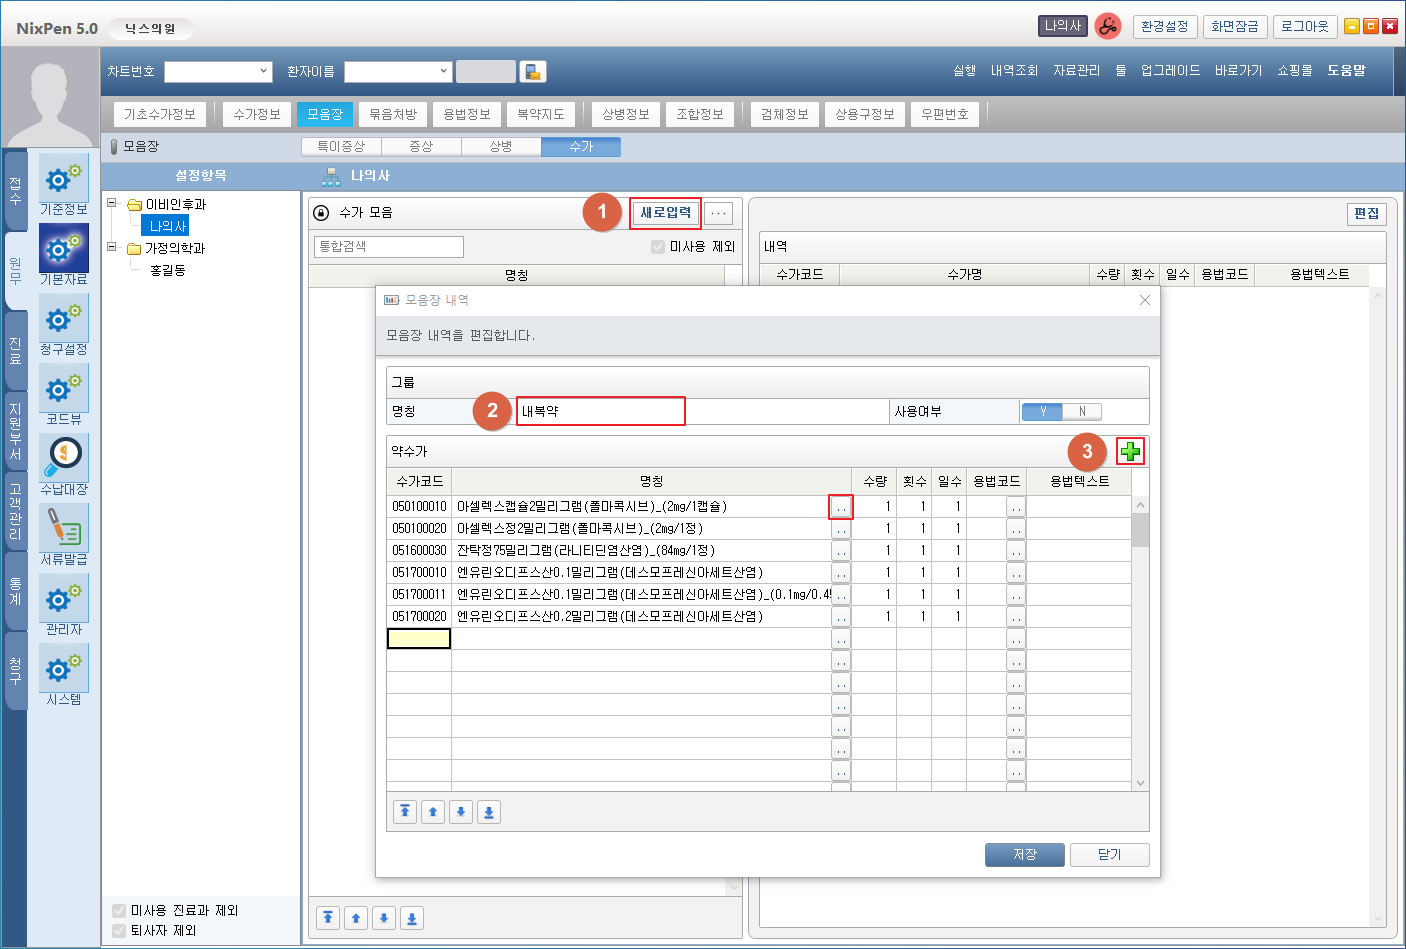 NixPen 5.0 닉스의원 나의사 환경설정 화면잠금 로그아웃
차트번호 환자이름 실행 내역조회 자료관리 툴 업그레이드 바로가기 쇼핑몰 도움말
기초수가정보 수가정보 모음장 묶음처방 용법정보 복약지도 상병정보 조합정보 검체정보 상용구정보 우편번호
모음장 특이증상 증상 상병 수가
설정항목 나의사
접수
원무
진료
지원부서
고객관리
통계
청구
기준정보
기본자료
청구설정
코드뷰
수납대장
서류발급
관리자
시스템
이비인후과
나의사
가정의학과
홍길동
미사용 진료과 제외
퇴사자 제외
수가 모음 1 새로입력 ...
통합검색 미사용 제외
명칭
편집
내역
수가코드 수가명 수량 횟수 일수 용법코드 용법텍스트
모음장 내역
모음장 내역을 편집합니다.
그룹
명칭 2 내복약 사용여부 Y N
약수가 3
수가코드 명칭 수량 횟수 일수 용법코드 용법텍스트
050100010 아셀렉스캡슐2밀리그램(폴마콕시브)_(2mg/1캡슐) .. 1 1 1 ..
050100020 아셀렉스정2밀리그램(폴마콕시브)_(2mg/1정) .. 1 1 1 ..
051600030 잔탁정75밀리그램(라니티딘염산염)_(84mg/1정) .. 1 1 1 ..
051700010 엔유린오디프스산0.1밀리그램(데스모프레신아세트산염) .. 1 1 1 ..
051700011 엔유린오디프스산0.1밀리그램(데스모프레신아세트산염)_(0.1mg/0.45 .. 1 1 1 ..
051700020 엔유린오디프스산0.2밀리그램(데스모프레신아세트산염) .. 1 1 1 ..
.. ..
.. ..
.. ..
.. ..
.. ..
.. ..
.. ..
저장 닫기